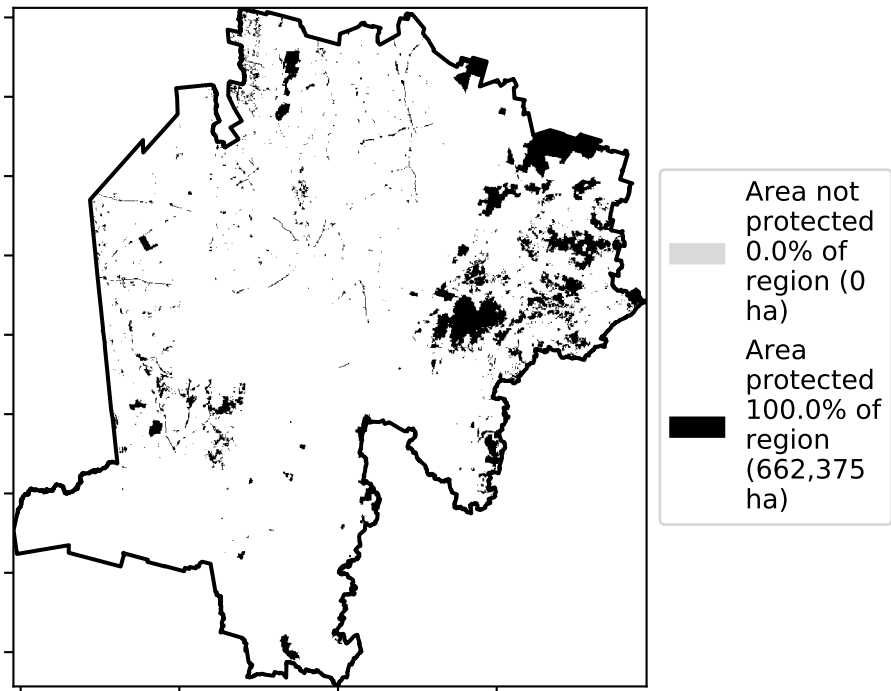 Area not
protected
0.0% of
region (0
ha)
Area
protected
100.0% of
region
(662,375
ha)